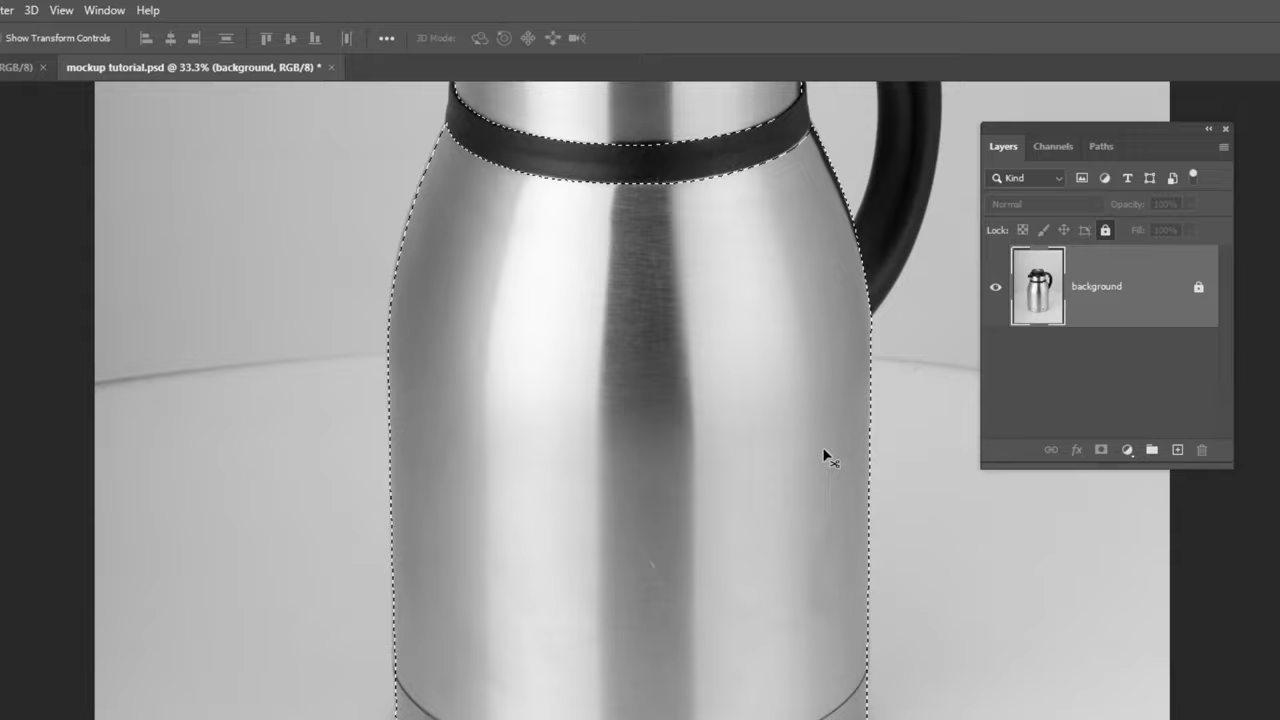 ter 3D View Window Help
Show Transform Controls 3D Mode:
RGB/8) × mockup tutorial.psd @ 33.3% (background, RGB/8) * ×
Layers Channels Paths
Kind
Normal Opacity: 100%
Lock: Fill: 100%
background